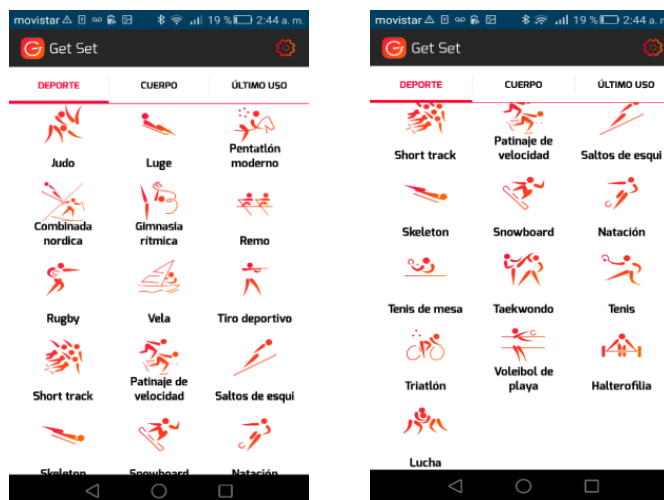 movistar 19 % 2:44 a. m.
Get Set
DEPORTE CUERPO ÚLTIMO USO
Judo Luge Pentatlón
moderno
Combinada Gimnasia Remo
nordica rítmica
Rugby Vela Tiro deportivo
Short track Patinaje de Saltos de esqui
velocidad
Skeleton Snowboard Natación
movistar 19 % 2:44 a. m.
Get Set
DEPORTE CUERPO ÚLTIMO USO
Short track Patinaje de Saltos de esqui
velocidad
Skeleton Snowboard Natación
Tenis de mesa Taekwondo Tenis
Triatlón Voleibol de Halterofilia
playa
Lucha